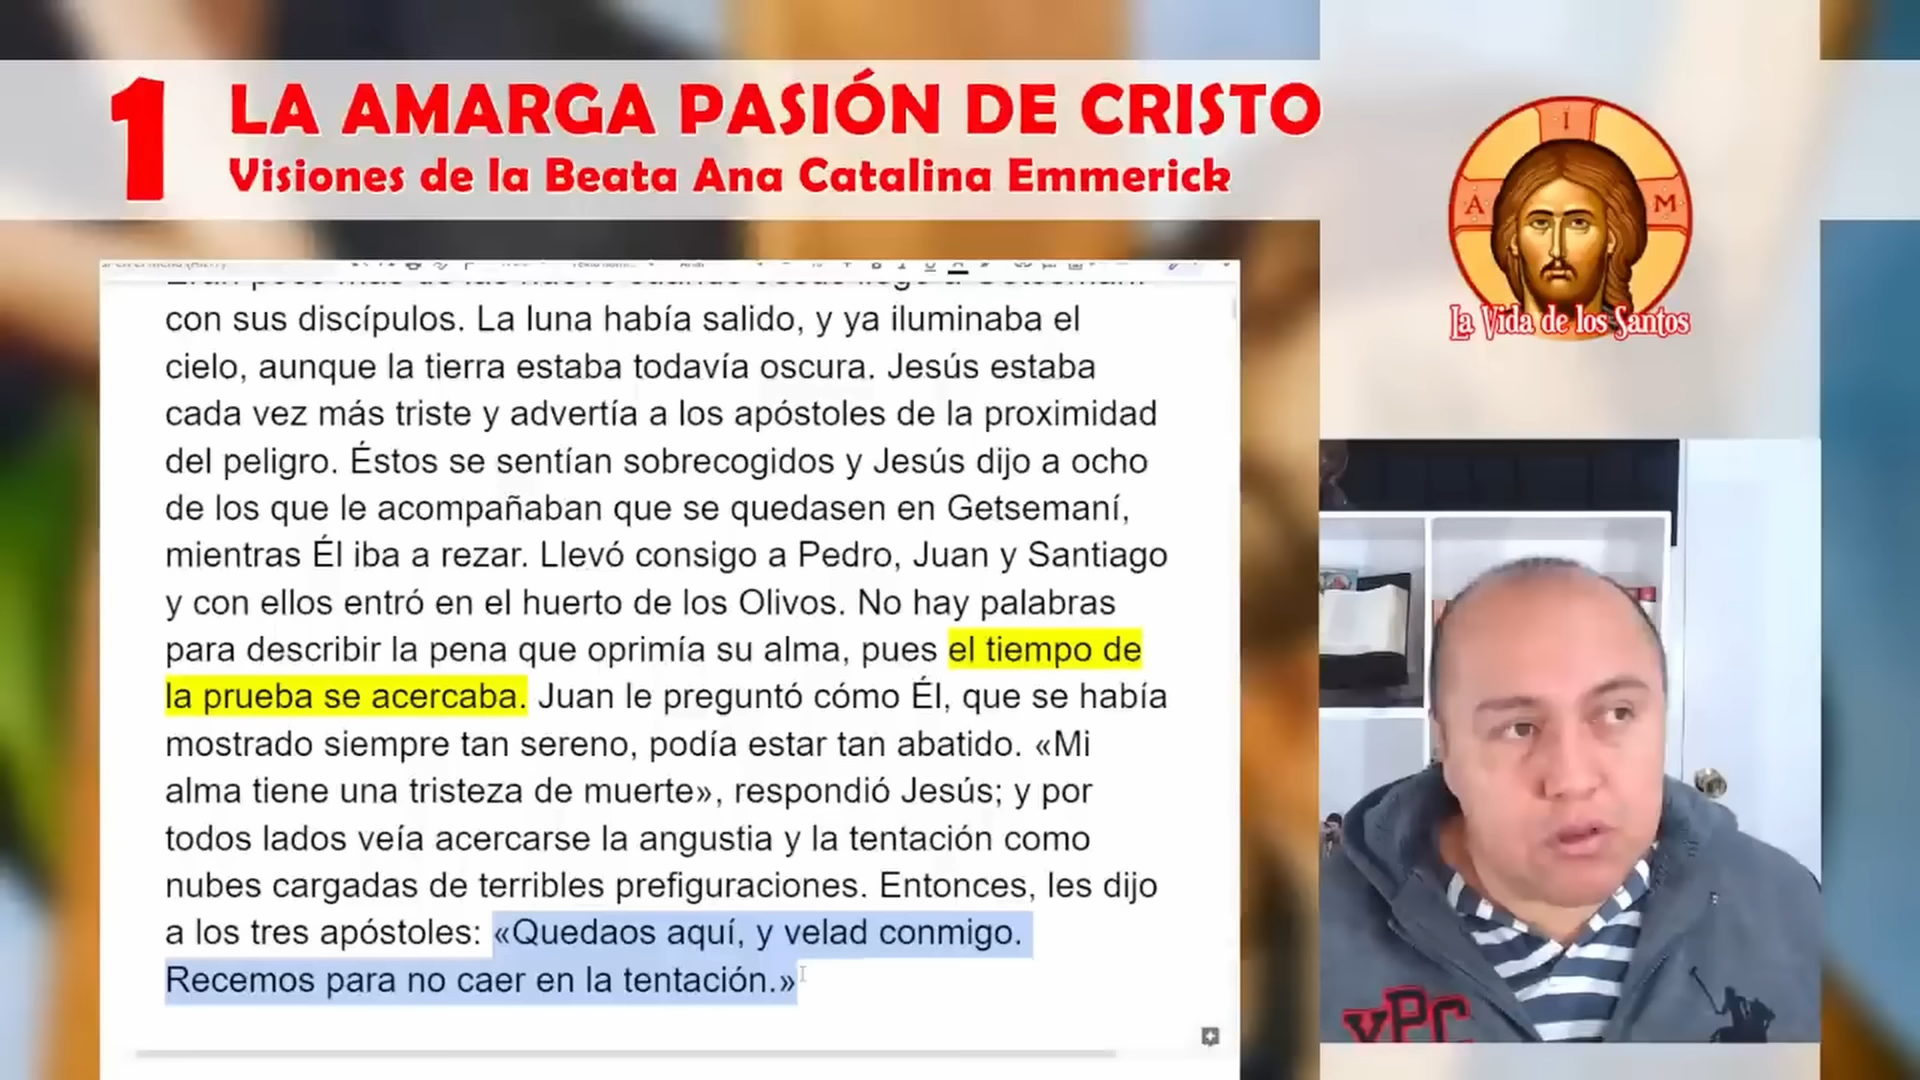 1
LA AMARGA PASIÓN DE CRISTO
Visiones de la Beata Ana Catalina Emmerick
I
A
M
La Vida de los Santos
con sus discípulos. La luna había salido, y ya iluminaba el
cielo, aunque la tierra estaba todavía oscura. Jesús estaba
cada vez más triste y advertía a los apóstoles de la proximidad
del peligro. Éstos se sentían sobrecogidos y Jesús dijo a ocho
de los que le acompañaban que se quedasen en Getsemaní,
mientras Él iba a rezar. Llevó consigo a Pedro, Juan y Santiago
y con ellos entró en el huerto de los Olivos. No hay palabras
para describir la pena que oprimía su alma, pues el tiempo de
la prueba se acercaba. Juan le preguntó cómo Él, que se había
mostrado siempre tan sereno, podía estar tan abatido. «Mi
alma tiene una tristeza de muerte», respondió Jesús; y por
todos lados veía acercarse la angustia y la tentación como
nubes cargadas de terribles prefiguraciones. Entonces, les dijo
a los tres apóstoles: «Quedaos aquí, y velad conmigo.
Recemos para no caer en la tentación.»